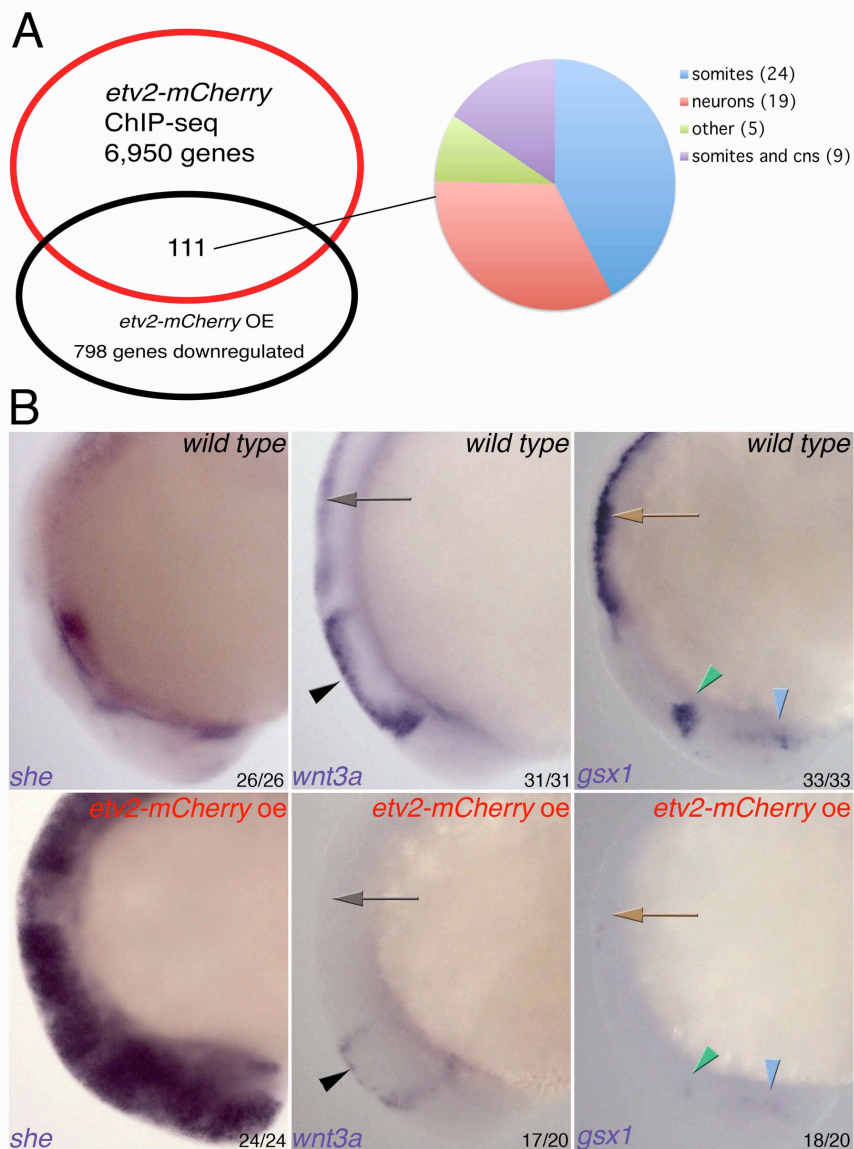 A
etv2-mCherry
ChIP-seq
6,950 genes
111
etv2-mCherry OE
798 genes downregulated
somites (24)
neurons (19)
other (5)
somites and cns (9)
B
wild type
she
26/26
wild type
wnt3a
31/31
wild type
gsx1
33/33
etv2-mCherry oe
she
24/24
etv2-mCherry oe
wnt3a
17/20
etv2-mCherry oe
gsx1
18/20